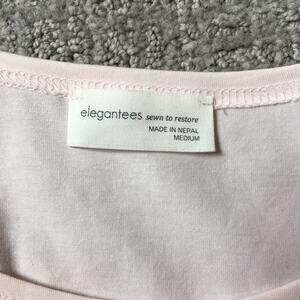 elegantees sewn to restore
MADE IN NEPAL
MEDIUM